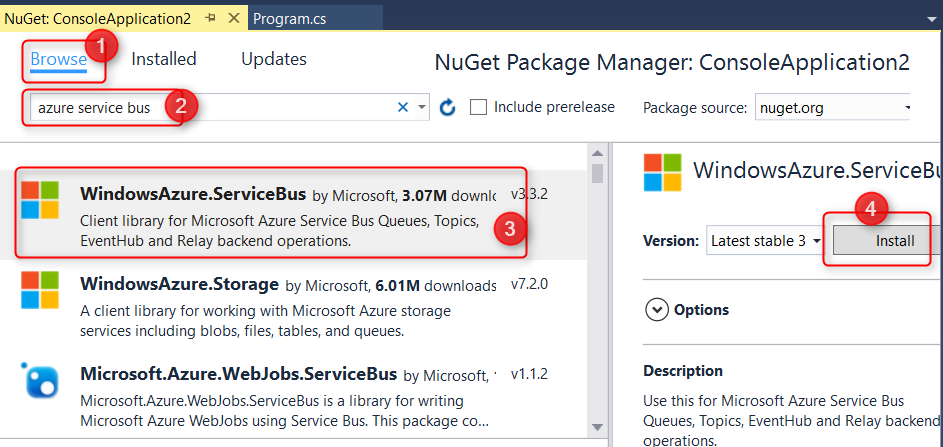 NuGet: ConsoleApplication2
Program.cs
1
Browse
Installed
Updates
NuGet Package Manager: ConsoleApplication2
azure service bus
2
Include prerelease
Package source:
nuget.org
WindowsAzure.ServiceBus by Microsoft, 3.07M downlo
v3.3.2
Client library for Microsoft Azure Service Bus Queues, Topics,
EventHub and Relay backend operations.
3
WindowsAzure.Storage by Microsoft, 6.01M downloads
v7.2.0
A client library for working with Microsoft Azure storage
services including blobs, files, tables, and queues.
Microsoft.Azure.WebJobs.ServiceBus by Microsoft,
v1.1.2
Microsoft.Azure.WebJobs.ServiceBus is a library for writing
Microsoft Azure WebJobs using Service Bus. This package co...
WindowsAzure.ServiceBu
4
Version:
Latest stable 3
Install
Options
Description
Use this for Microsoft Azure Service Bus
Queues, Topics, EventHub and Relay backend
operations.